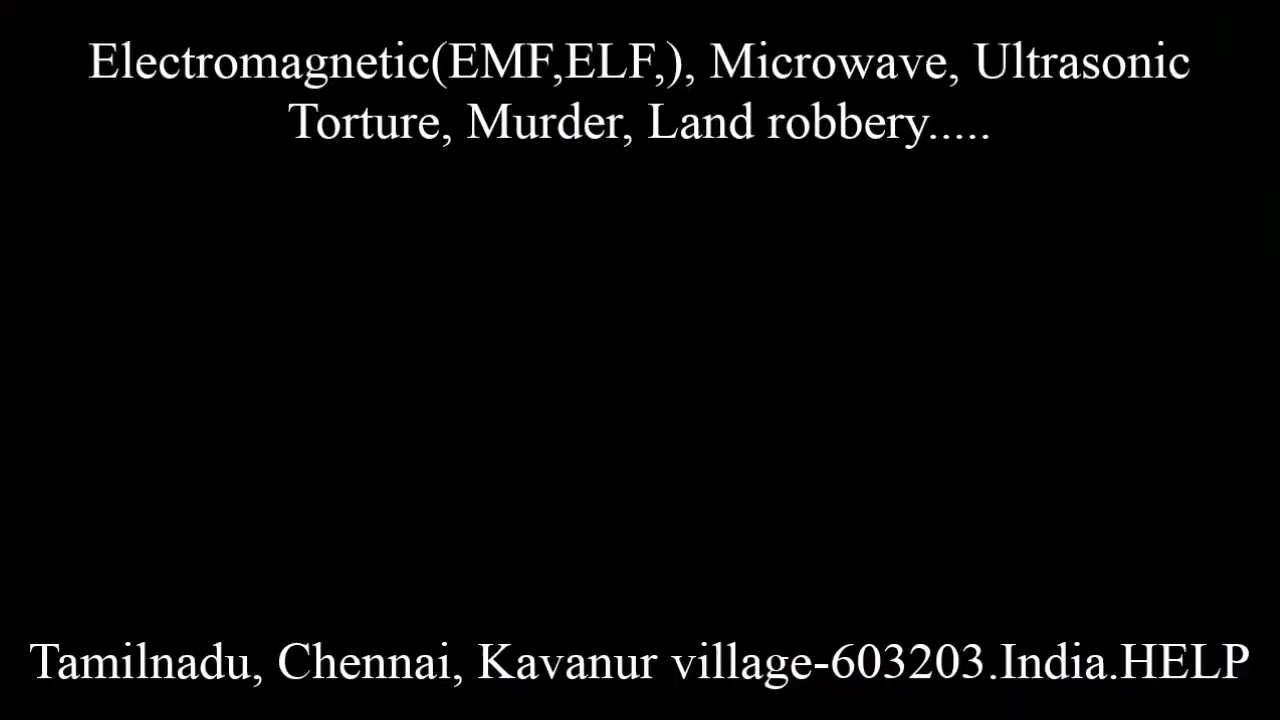 Electromagnetic(EMF,ELF,), Microwave, Ultrasonic
Torture, Murder, Land robbery.....
Tamilnadu, Chennai, Kavanur village-603203.India.HELP